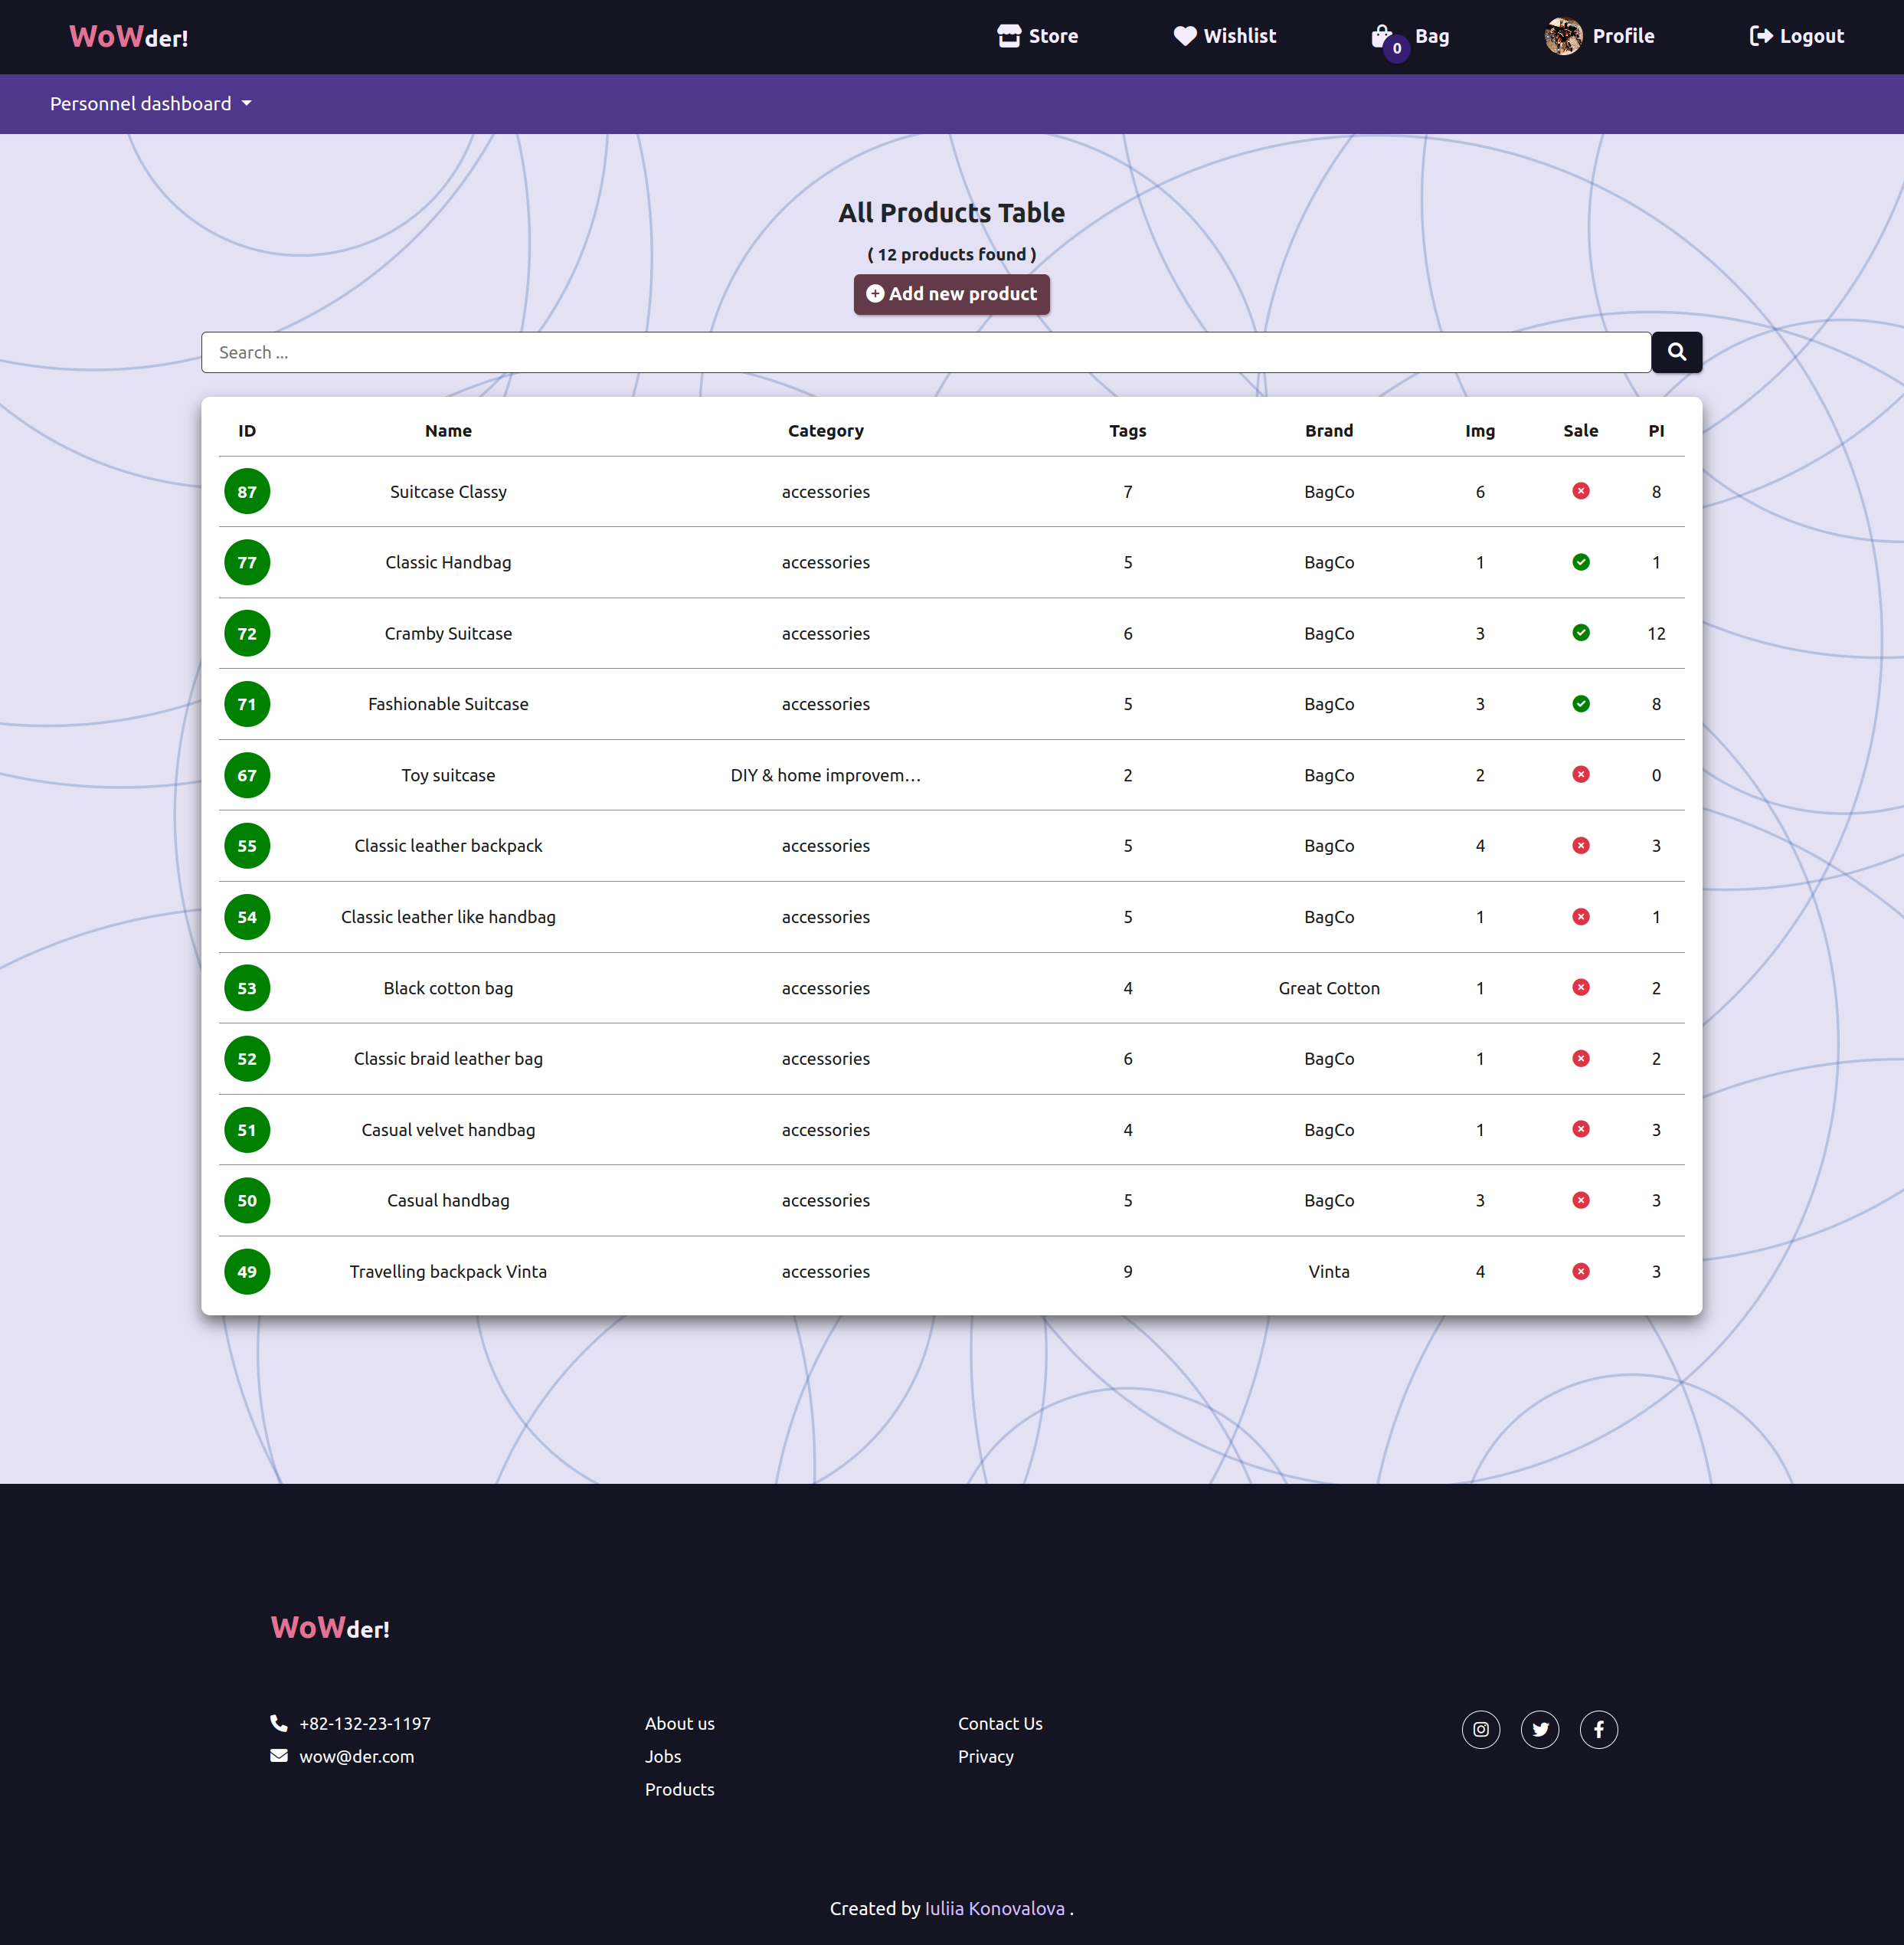 WoWder! Store Wishlist 0 Bag Profile Logout
Personnel dashboard
All Products Table
( 12 products found )
Add new product
Search ...
ID Name Category Tags Brand Img Sale PI
87 Suitcase Classy accessories 7 BagCo 6 8
77 Classic Handbag accessories 5 BagCo 1 1
72 Cramby Suitcase accessories 6 BagCo 3 12
71 Fashionable Suitcase accessories 5 BagCo 3 8
67 Toy suitcase DIY & home improvem... 2 BagCo 2 0
55 Classic leather backpack accessories 5 BagCo 4 3
54 Classic leather like handbag accessories 5 BagCo 1 1
53 Black cotton bag accessories 4 Great Cotton 1 2
52 Classic braid leather bag accessories 6 BagCo 1 2
51 Casual velvet handbag accessories 4 BagCo 1 3
50 Casual handbag accessories 5 BagCo 3 3
49 Travelling backpack Vinta accessories 9 Vinta 4 3
WoWder!
+82-132-23-1197
wow@der.com
About us
Jobs
Products
Contact Us
Privacy
Created by Iuliia Konovalova .